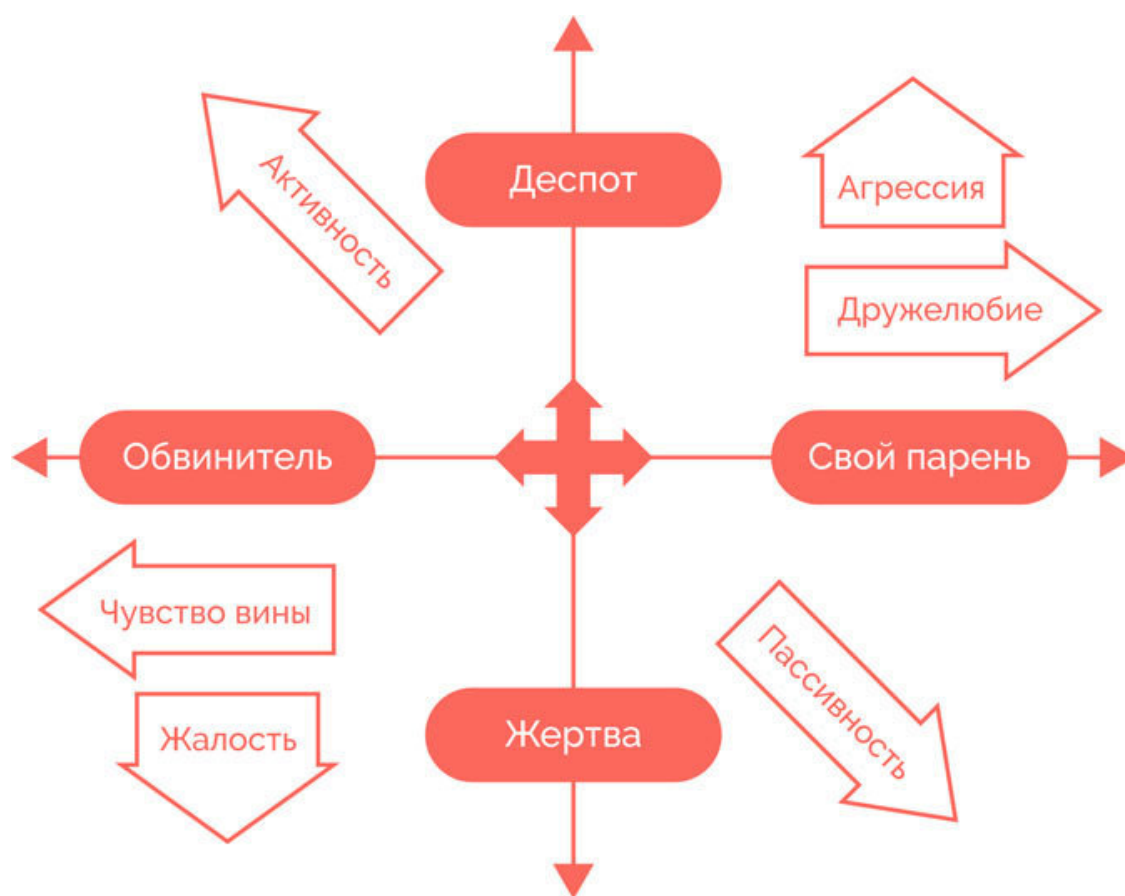 Деспот
Активность
Агрессия
Дружелюбие
Обвинитель
Свой парень
Чувство вины
Жалость
Жертва
Пассивность